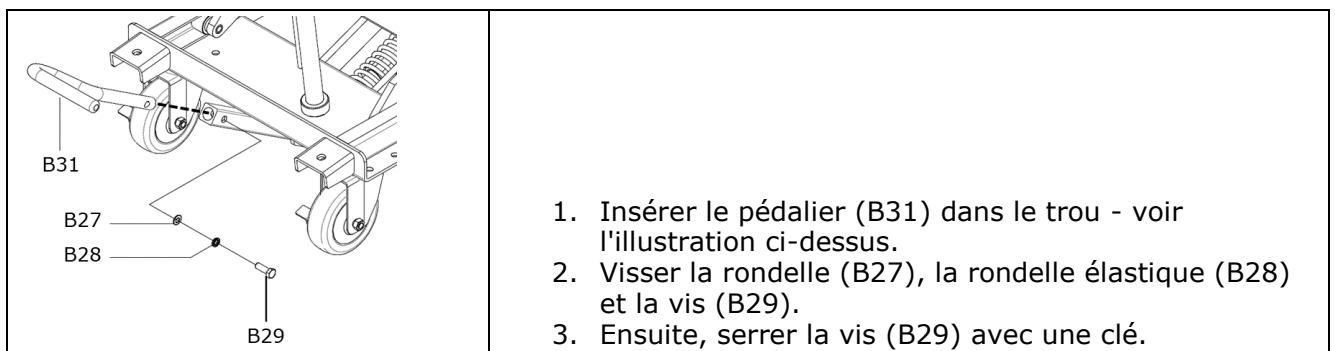 B31
B27
B28
B29
1. Insérer le pédalier (B31) dans le trou - voir
l'illustration ci-dessus.
2. Visser la rondelle (B27), la rondelle élastique (B28)
et la vis (B29).
3. Ensuite, serrer la vis (B29) avec une clé.